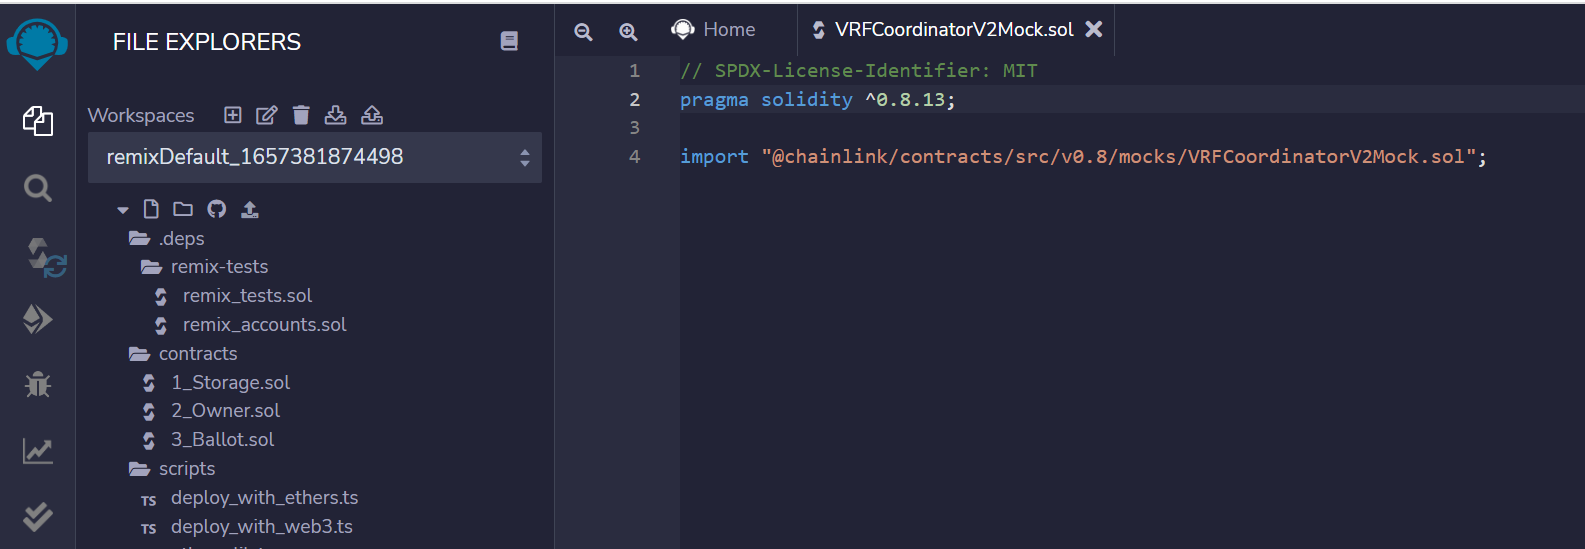 FILE EXPLORERS
Workspaces
remixDefault_1657381874498
.deps
remix-tests
remix_tests.sol
remix_accounts.sol
contracts
1_Storage.sol
2_Owner.sol
3_Ballot.sol
scripts
TS deploy_with_ethers.ts
TS deploy_with_web3.ts
Home
VRFCoordinatorV2Mock.sol
1 // SPDX-License-Identifier: MIT
2 pragma solidity ^0.8.13;
3
4 import "@chainlink/contracts/src/v0.8/mocks/VRFCoordinatorV2Mock.sol";